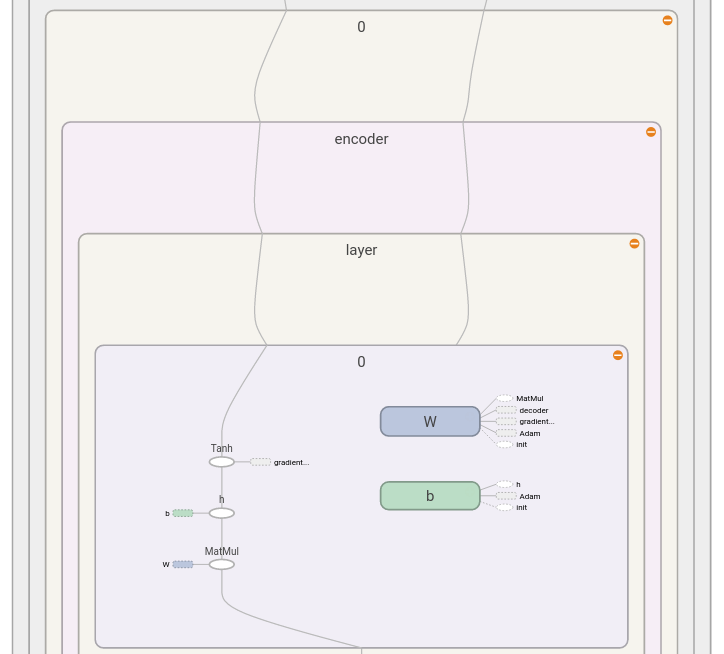 0
encoder
layer
0
Tanh
gradient...
h
b
MatMul
W
W
MatMul
decoder
gradient...
Adam
init
b
h
Adam
init